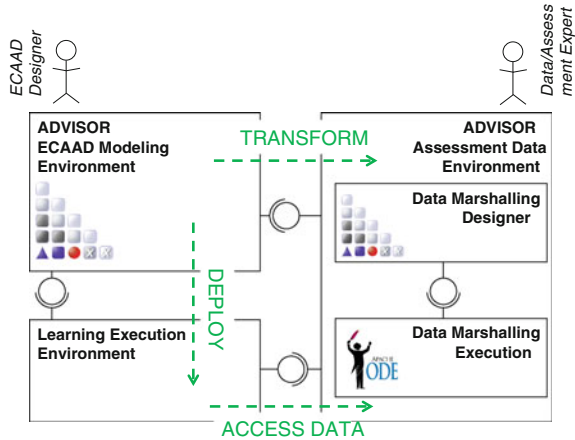 ECAAD
Designer
Data/Assess
ment Expert
ADVISOR
ECAAD Modeling
Environment
TRANSFORM
ADVISOR
Assessment Data
Environment
Data Marshalling
Designer
X X
X X
DEPLOY
Learning Execution
Environment
Data Marshalling
Execution
APACHE
ODE
ACCESS DATA